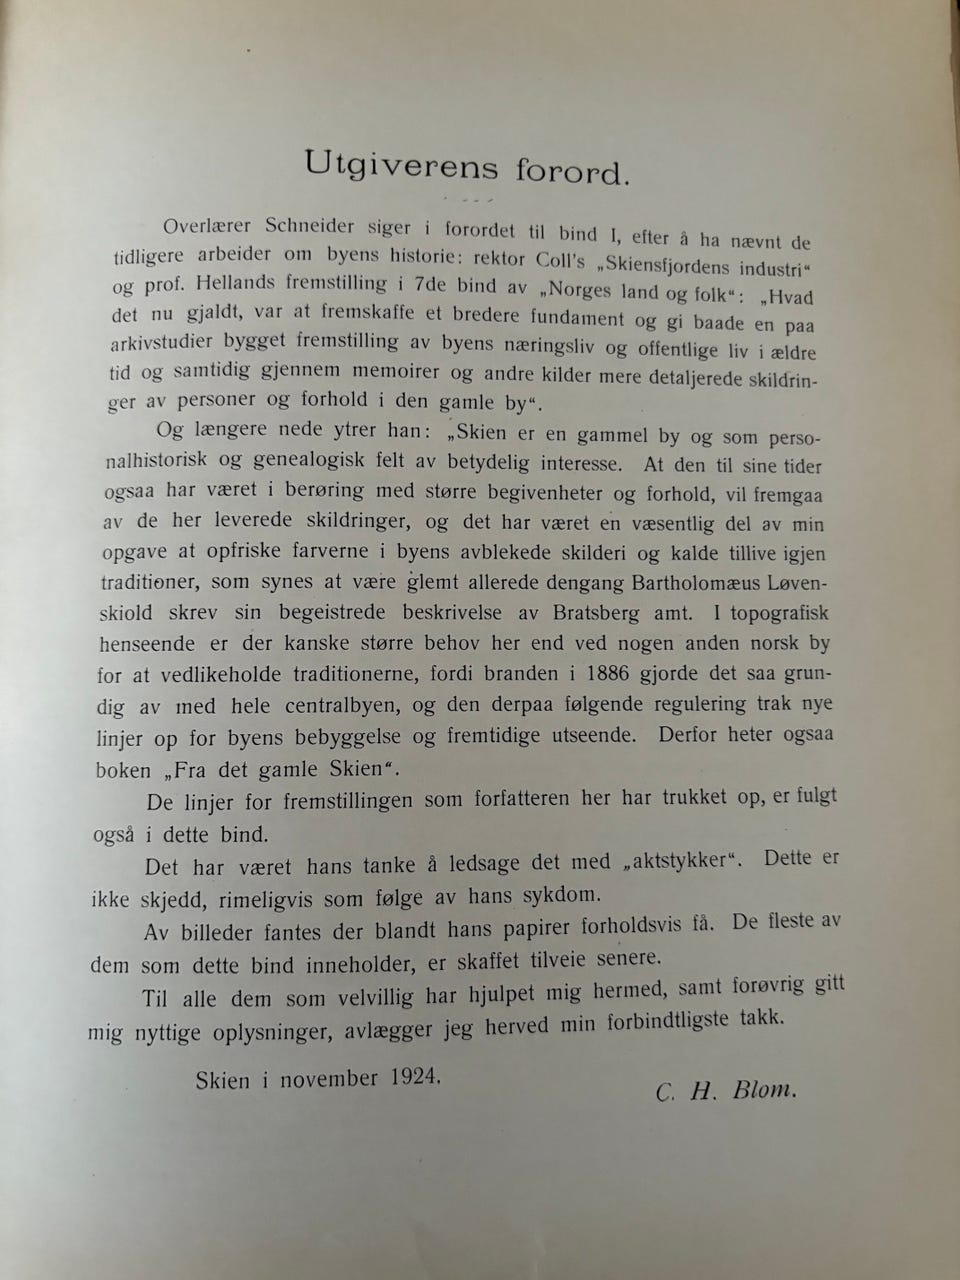 Utgiverens forord.
Overlærer Schneider siger i forordet til bind I, efter å ha nævnt de
tidligere arbeider om byens historie: rektor Coll's „Skiensfjordens industri“
og prof. Hellands fremstilling i 7de bind av „Norges land og folk“: „Hvad
det nu gjaldt, var at fremskaffe et bredere fundament og gi baade en paa
arkivstudier bygget fremstilling av byens næringsliv og offentlige liv i ældre
tid og samtidig gjennem memoirer og andre kilder mere detaljerede skildrin-
ger av personer og forhold i den gamle by“.
Og længere nede ytrer han: „Skien er en gammel by og som perso-
nalhistorisk og genealogisk felt av betydelig interesse. At den til sine tider
ogsaa har været i berøring med større begivenheter og forhold, vil fremgaa
av de her leverede skildringer, og det har været en væsentlig del av min
opgave at opfriske farverne i byens avblekede skilderi og kalde tillive igjen
traditioner, som synes at være glemt allerede dengang Bartholomæus Løven-
skiold skrev sin begeistrede beskrivelse av Bratsberg amt. I topografisk
henseende er der kanske større behov her end ved nogen anden norsk by
for at vedlikeholde traditionerne, fordi branden i 1886 gjorde det saa grun-
dig av med hele centralbyen, og den derpaa følgende regulering trak nye
linjer op for byens bebyggelse og fremtidige utseende. Derfor heter ogsaa
boken „Fra det gamle Skien“.
De linjer for fremstillingen som forfatteren her har trukket op, er fulgt
også i dette bind.
Det har været hans tanke å ledsage det med „aktstykker“. Dette er
ikke skjedd, rimeligvis som følge av hans sykdom.
Av billeder fantes der blandt hans papirer forholdsvis få. De fleste av
dem som dette bind inneholder, er skaffet tilveie senere.
Til alle dem som velvillig har hjulpet mig hermed, samt forøvrig gitt
mig nyttige oplysninger, avlægger jeg herved min forbindtligste takk.
Skien i november 1924.
C. H. Blom.